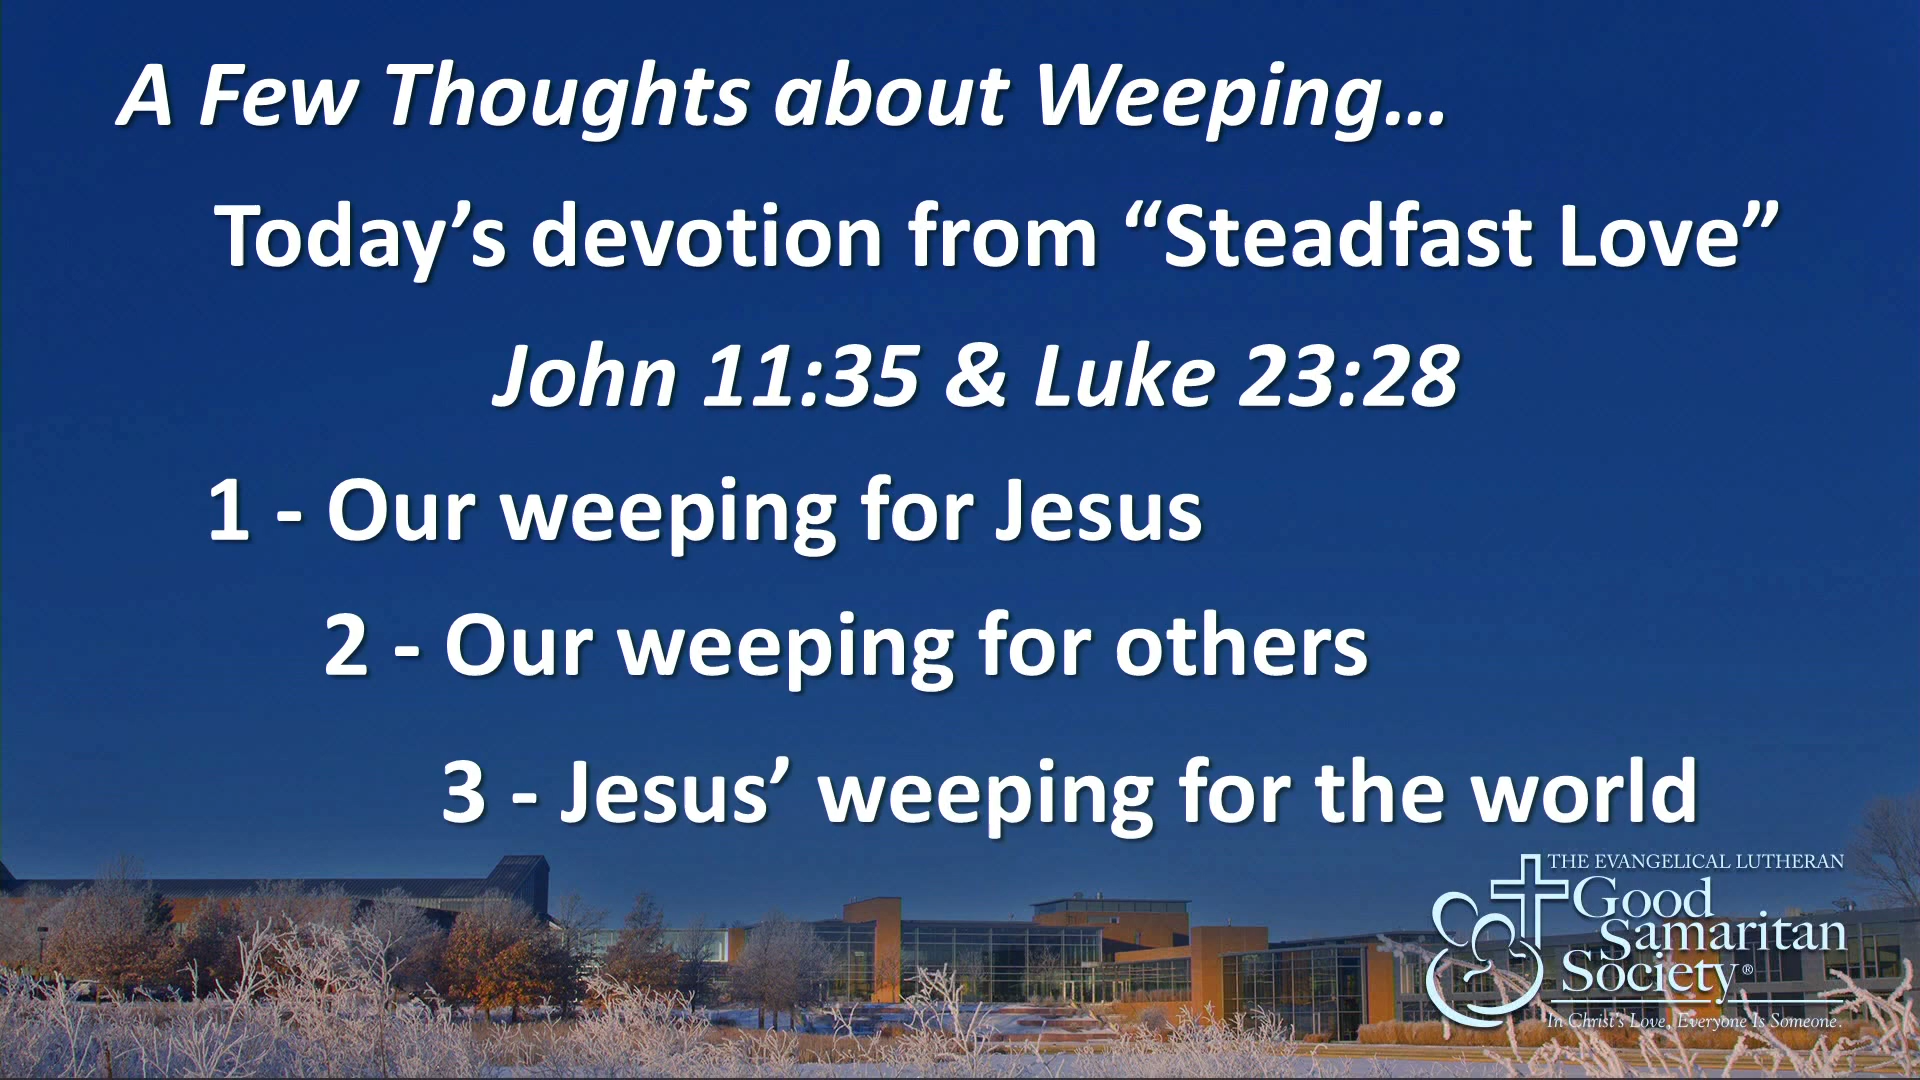 A Few Thoughts about Weeping…
Today’s devotion from “Steadfast Love”
John 11:35 & Luke 23:28
1 - Our weeping for Jesus
2 - Our weeping for others
3 - Jesus’ weeping for the world
THE EVANGELICAL LUTHERAN
Good
Samaritan
Society®
In Christ's Love, Everyone Is Someone.